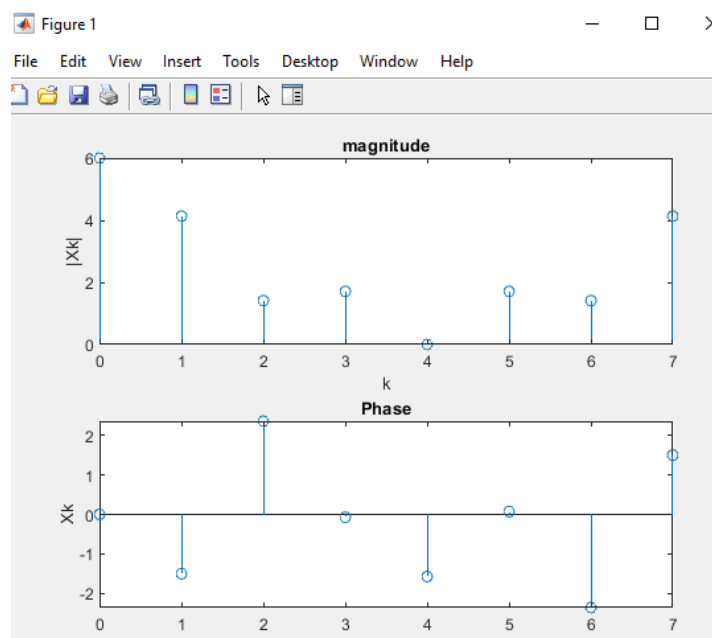 Figure 1
File Edit View Insert Tools Desktop Window Help
magnitude
6
4
2
0
|Xk|
0 1 2 3 4 5 6 7
k
Phase
2
1
0
-1
-2
Xk
0 1 2 3 4 5 6 7